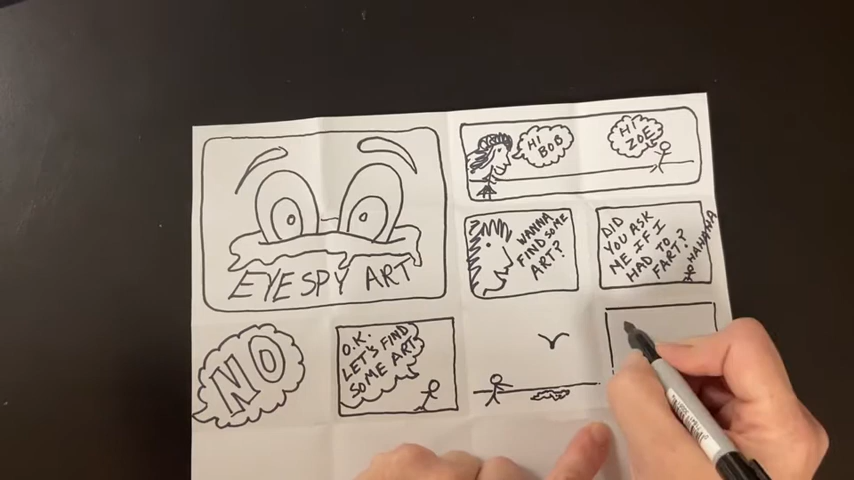 EYE SPY ART
HI
BOB
HI
ZOE
WANNA
FIND SOME
ART?
DID
YOU ASK
ME IF I
HAD TO
FART?
HAHAHA
NO
O.K.
LET'S FIND
SOME ART